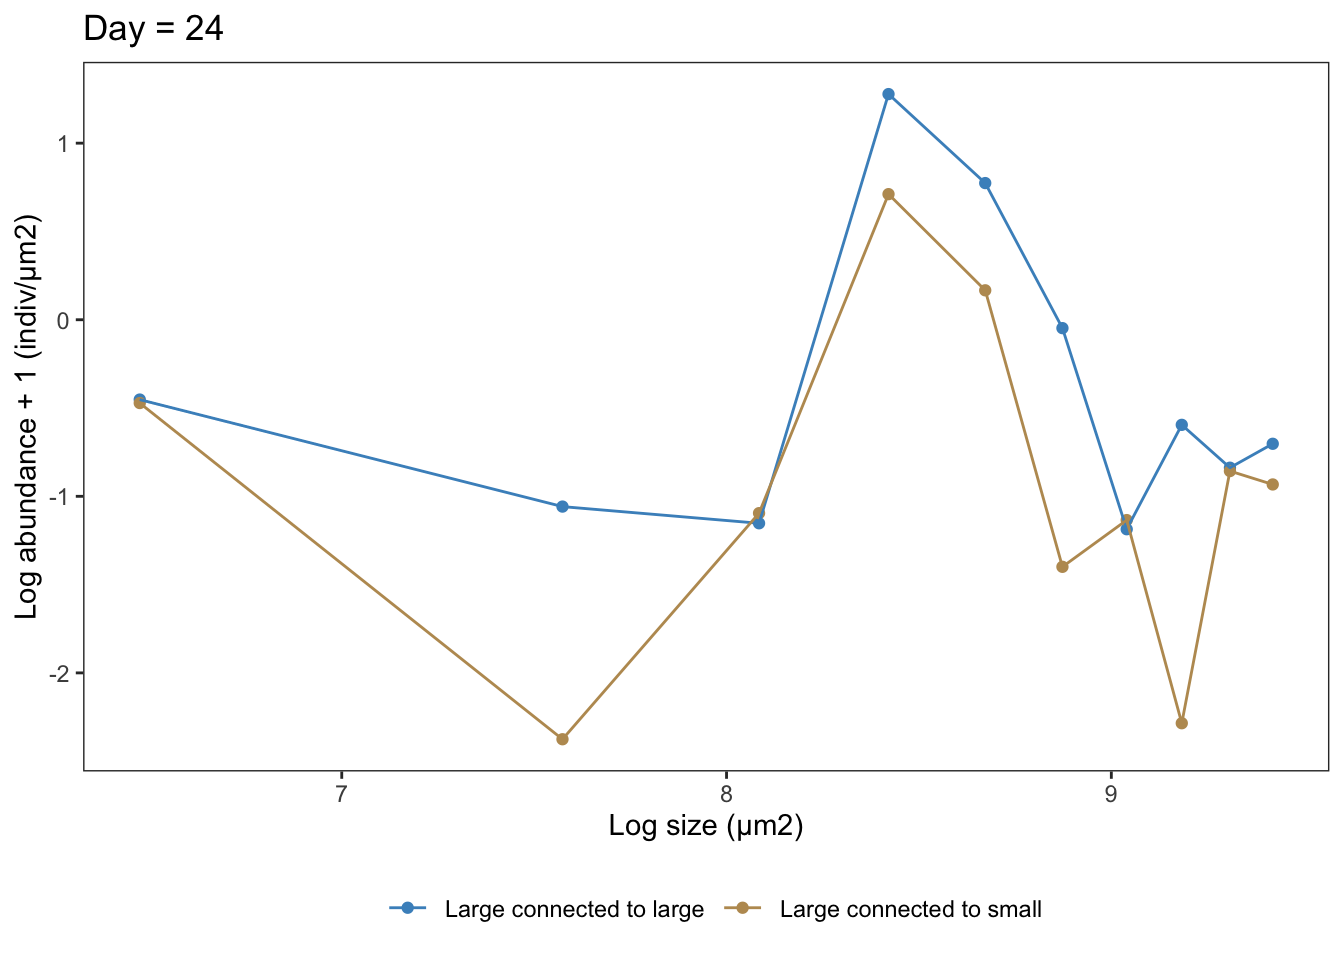 Day = 24
Log abundance + 1 (indiv/µm2)
1
0
-1
-2
7 8 9
Log size (µm2)
Large connected to large Large connected to small